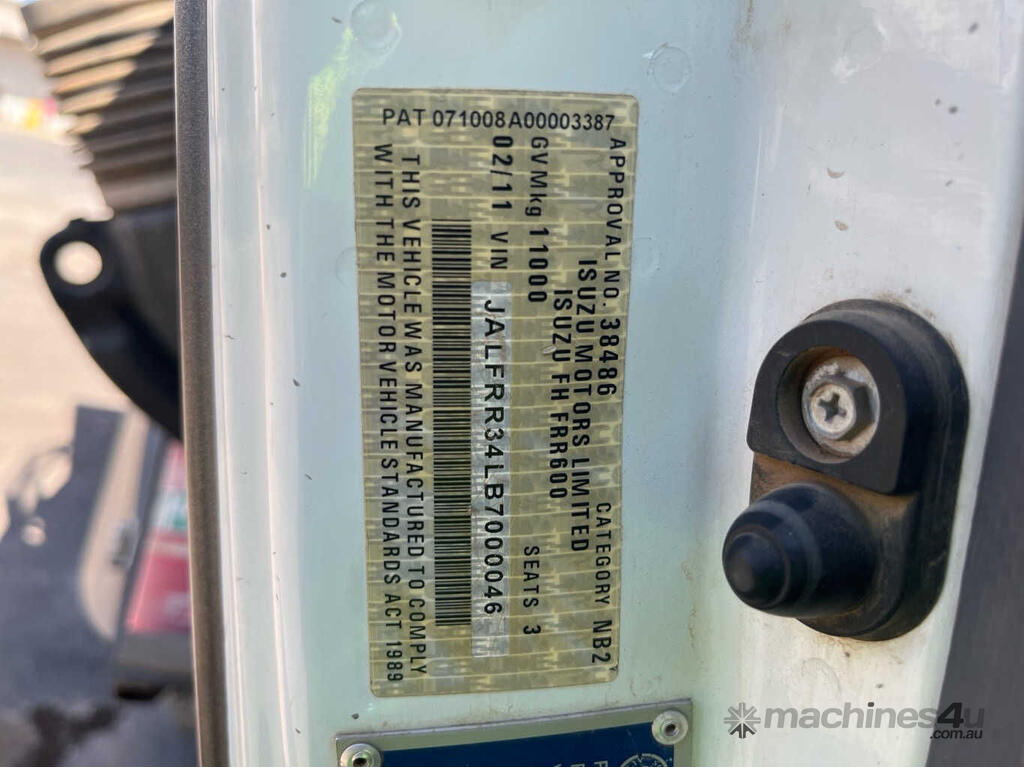 PAT 071008A00003387
APPROVAL NO. 38486 CATEGORY NB2
ISUZU MOTORS LIMITED
ISUZU FH FRR600
GVMkg 11000 SEATS 3
02/11 VIN JALFRR34LB7000046
THIS VEHICLE WAS MANUFACTURED TO COMPLY
WITH THE MOTOR VEHICLE STANDARDS ACT 1989
machines4u
.com.au